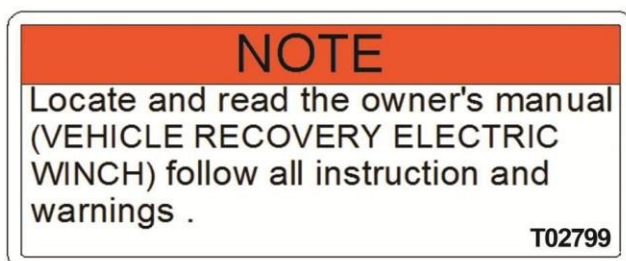 NOTE
Locate and read the owner's manual
(VEHICLE RECOVERY ELECTRIC
WINCH) follow all instruction and
warnings .
T02799